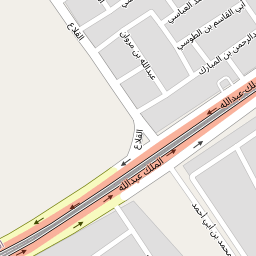 القلاع
العباسي
أبي القاسم بن الطوسي
عبدالله بن مروان
عبدالرحمن بن المبارك
الملك عبدالله
القلاع
الملك عبدالله
محمد بن أبي أحمد